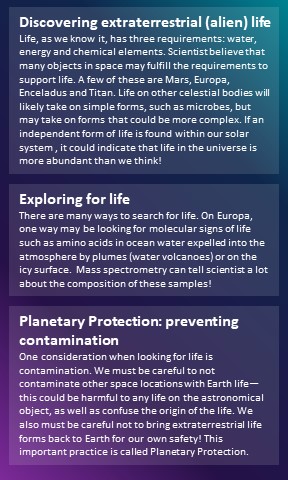 Discovering extraterrestrial (alien) life
Life, as we know it, has three requirements: water,
energy and chemical elements. Scientist believe that
many objects in space may fulfill the requirements to
support life. A few of these are Mars, Europa,
Enceladus and Titan. Life on other celestial bodies will
likely take on simple forms, such as microbes, but
may take on forms that could be more complex. If an
independent form of life is found within our solar
system , it could indicate that life in the universe is
more abundant than we think!
Exploring for life
There are many ways to search for life. On Europa,
one way may be looking for molecular signs of life
such as amino acids in ocean water expelled into the
atmosphere by plumes (water volcanoes) or on the
icy surface. Mass spectrometry can tell scientist a lot
about the composition of these samples!
Planetary Protection: preventing
contamination
One consideration when looking for life is
contamination. We must be careful to not
contaminate other space locations with Earth life—
this could be harmful to any life on the astronomical
object, as well as confuse the origin of the life. We
also must be careful not to bring extraterrestrial life
forms back to Earth for our own safety! This
important practice is called Planetary Protection.